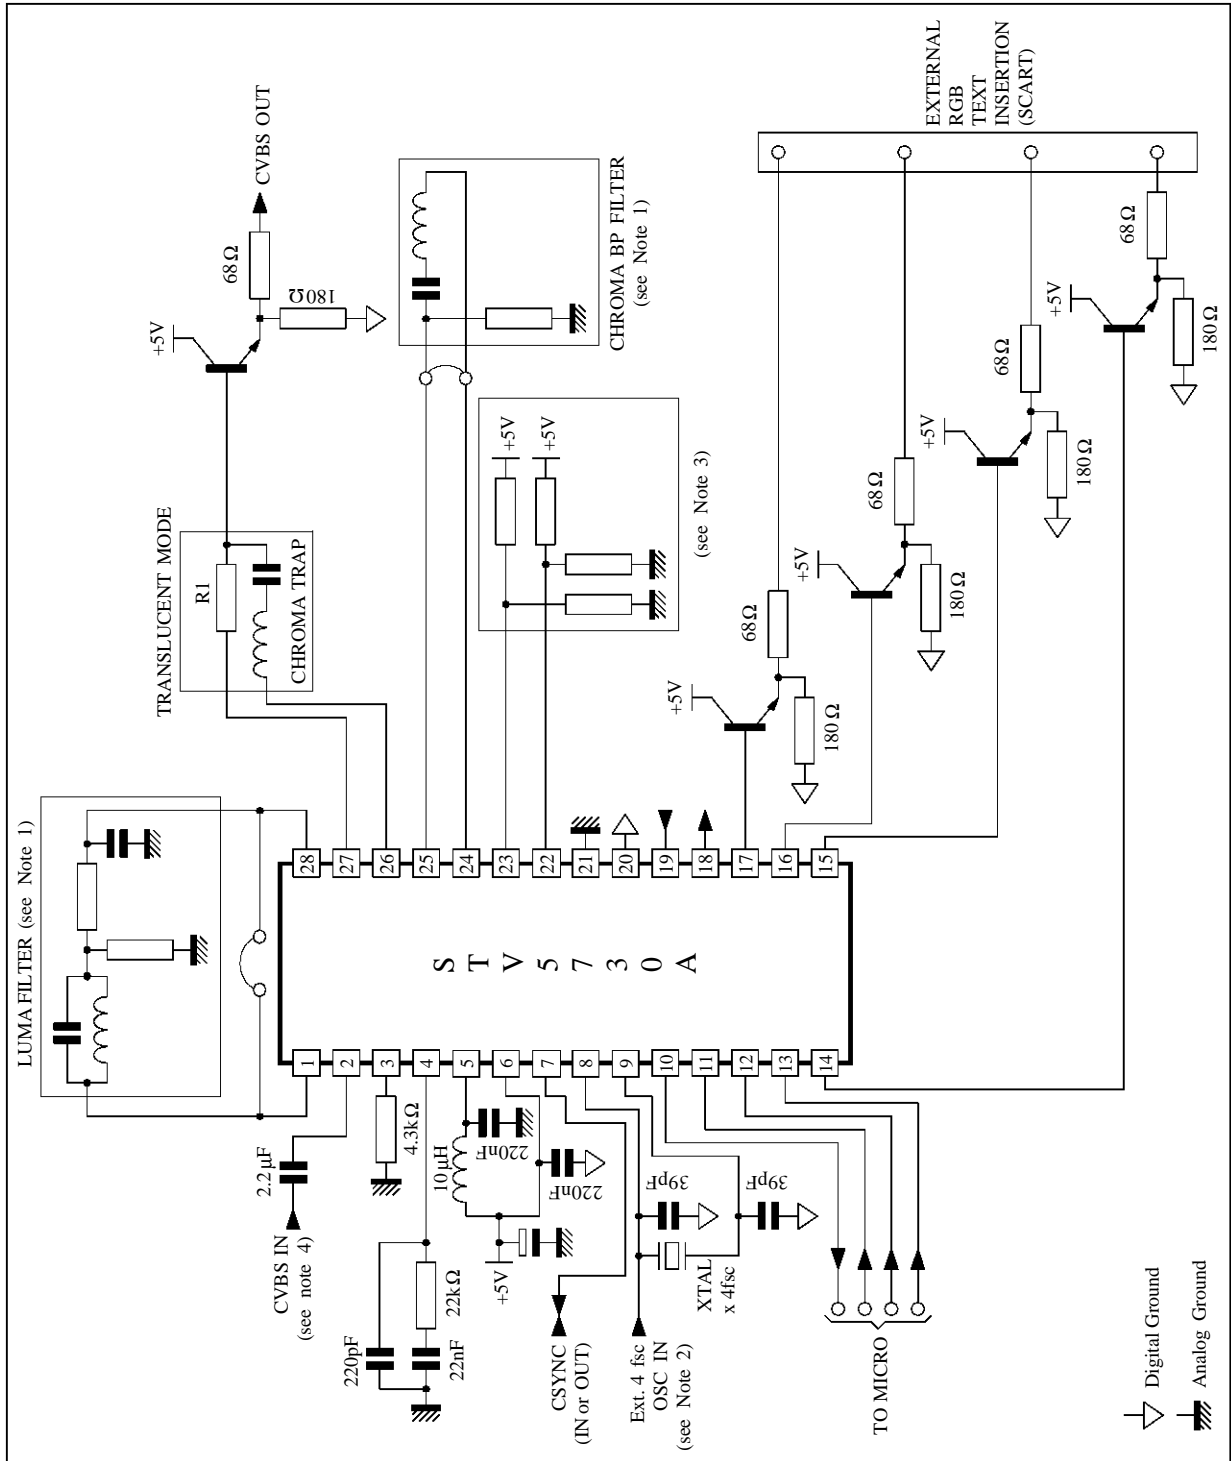 LUMA FILTER (see Note 1)
TRANSLUCENT MODE
R1
CHROMA TRAP
+5V
68Ω
180Ω
CVBS OUT
CHROMA BP FILTER
(see Note 1)
+5V
+5V
(see Note 3)
EXTERNAL
RGB
TEXT
INSERTION
(SCART)
28
27
26
25
24
23
22
21
20
19
18
17
16
15
STV5730A
1
2
3
4
5
6
7
8
9
10
11
12
13
14
2.2μF
CVBS IN
(see note 4)
4.3kΩ
220pF
22kΩ
22nF
10μH
220nF
220nF
+5V
CSYNC
(IN or OUT)
Ext. 4 fsc
OSC IN
(see Note 2)
39pF
39pF
XTAL
x 4fsc
TO MICRO
+5V
68Ω
180Ω
+5V
68Ω
180Ω
+5V
68Ω
180Ω
+5V
68Ω
180Ω
Digital Ground
Analog Ground